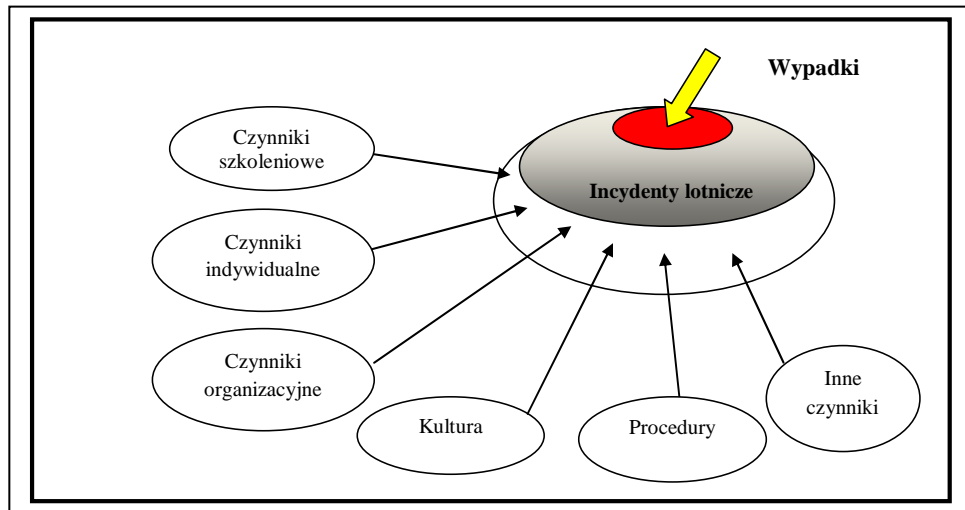 Wypadki
Czynniki
szkoleniowe
Incydenty lotnicze
Czynniki
indywidualne
Czynniki
organizacyjne
Kultura
Procedury
Inne
czynniki